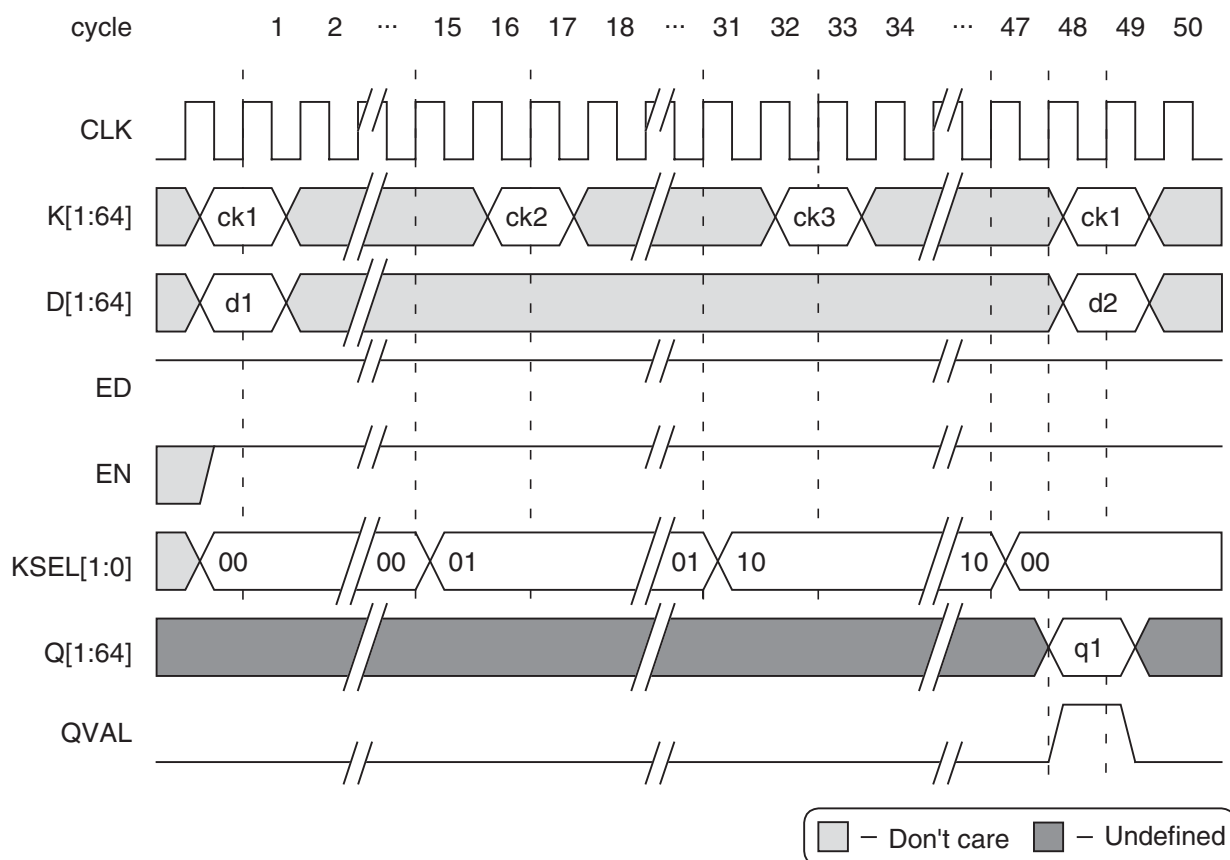 cycle 1 2 ... 15 16 17 18 ... 31 32 33 34 ... 47 48 49 50
CLK
K[1:64] ck1 ck2 ck3 ck1
D[1:64] d1 d2
ED
EN
KSEL[1:0] 00 00 01 01 10 10 00
Q[1:64] q1
QVAL
– Don't care – Undefined